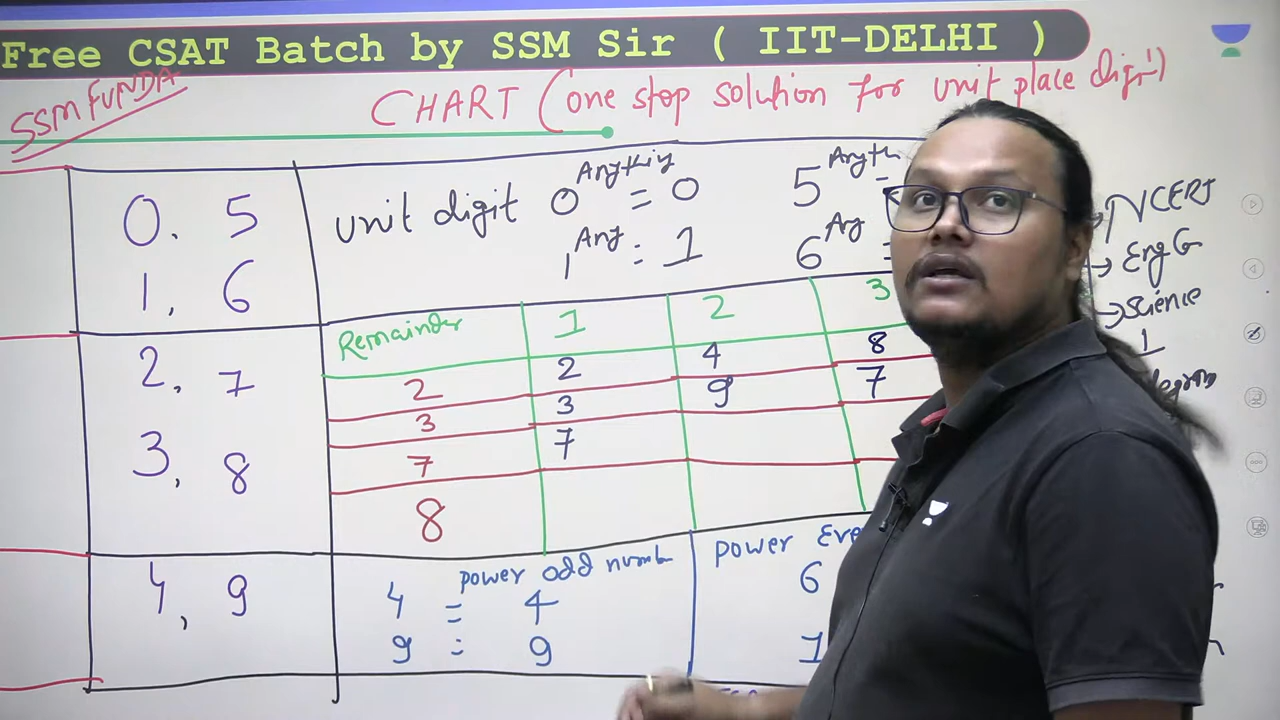 Free CSAT Batch by SSM Sir ( IIT-DELHI )
SSM FUNDA
CHART (one stop solution for unit place digit)
0, 5
1, 6
unit digit 0 Anything = 0 5
1 Any = 1 6 Any =
NCERT
Eng G
Science
1
Remainder 1 2 3
2 2 4 8
3 3 9 7
7 7
8
2, 7
3, 8
4, 9
power odd numb
4 = 4
9 = 9
power Eve
6
1